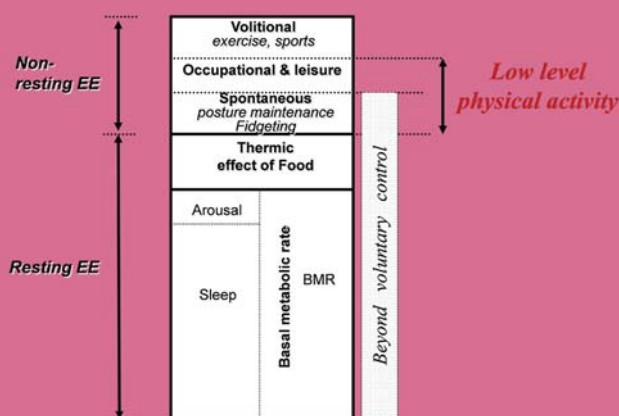 Volitional
exercise, sports
Non-
resting EE
Occupational & leisure
Low level
physical activity
Spontaneous
posture maintenance
Fidgeting
Thermic
effect of Food
Arousal
Resting EE
Sleep
Basal metabolic rate
BMR
Beyond voluntary control